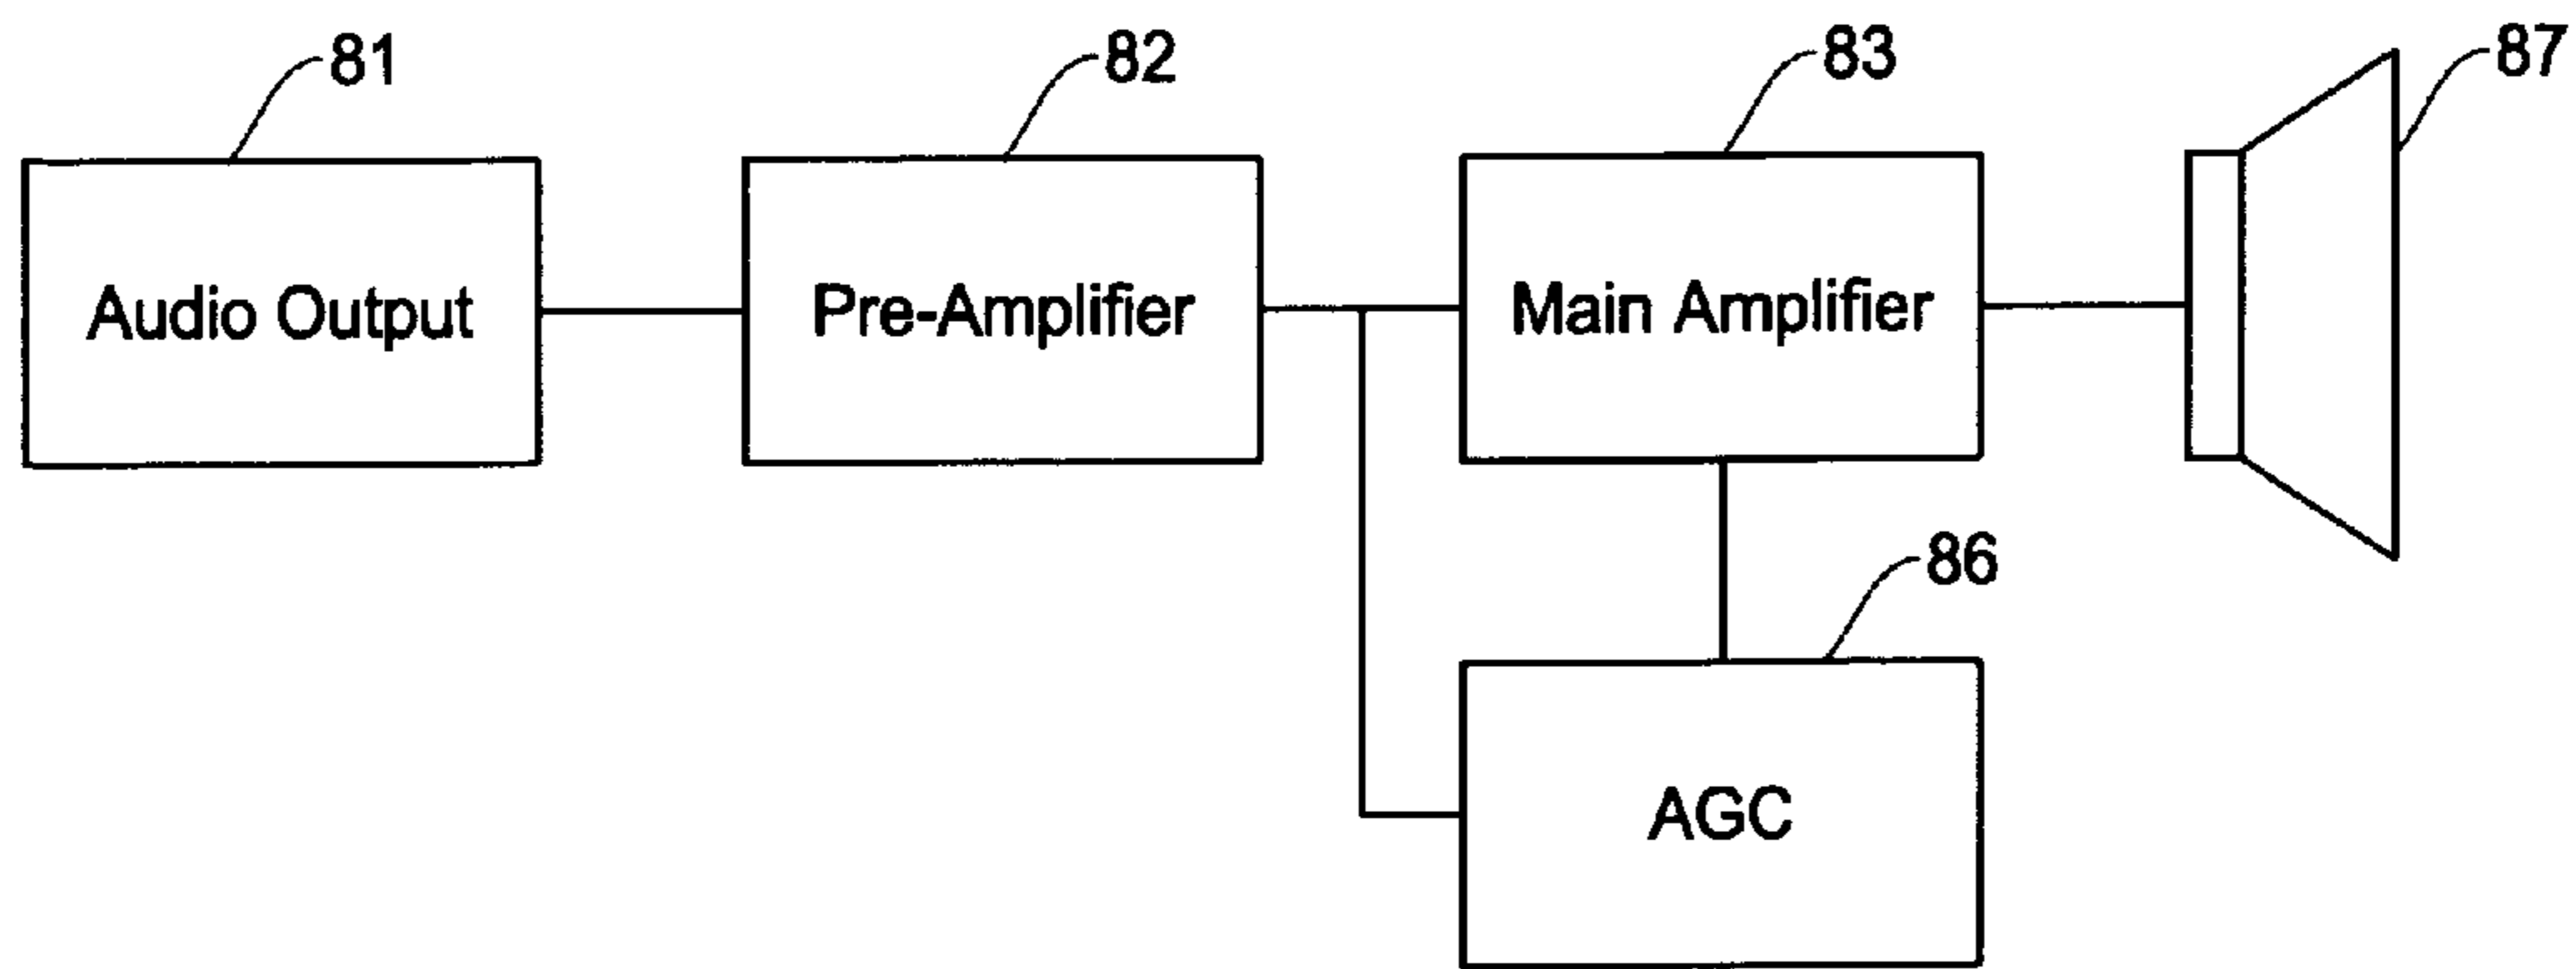 81
82
83
87
Audio Output
Pre-Amplifier
Main Amplifier
86
AGC